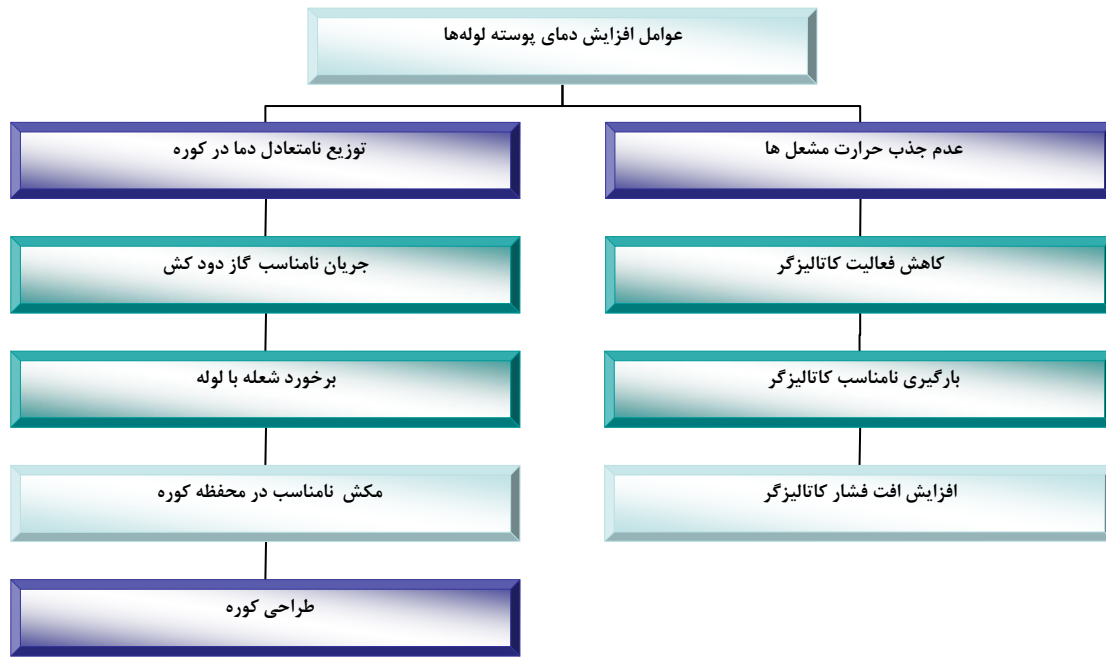 عوامل افزایش دمای پوسته لوله‌ها
عدم جذب حرارت مشعل ها
توزیع نامتعادل دما در کوره
کاهش فعالیت کاتالیزگر
جریان نامناسب گاز دود کش
بارگیری نامناسب کاتالیزگر
برخورد شعله با لوله
افزایش افت فشار کاتالیزگر
مکش نامناسب در محفظه کوره
طراحی کوره